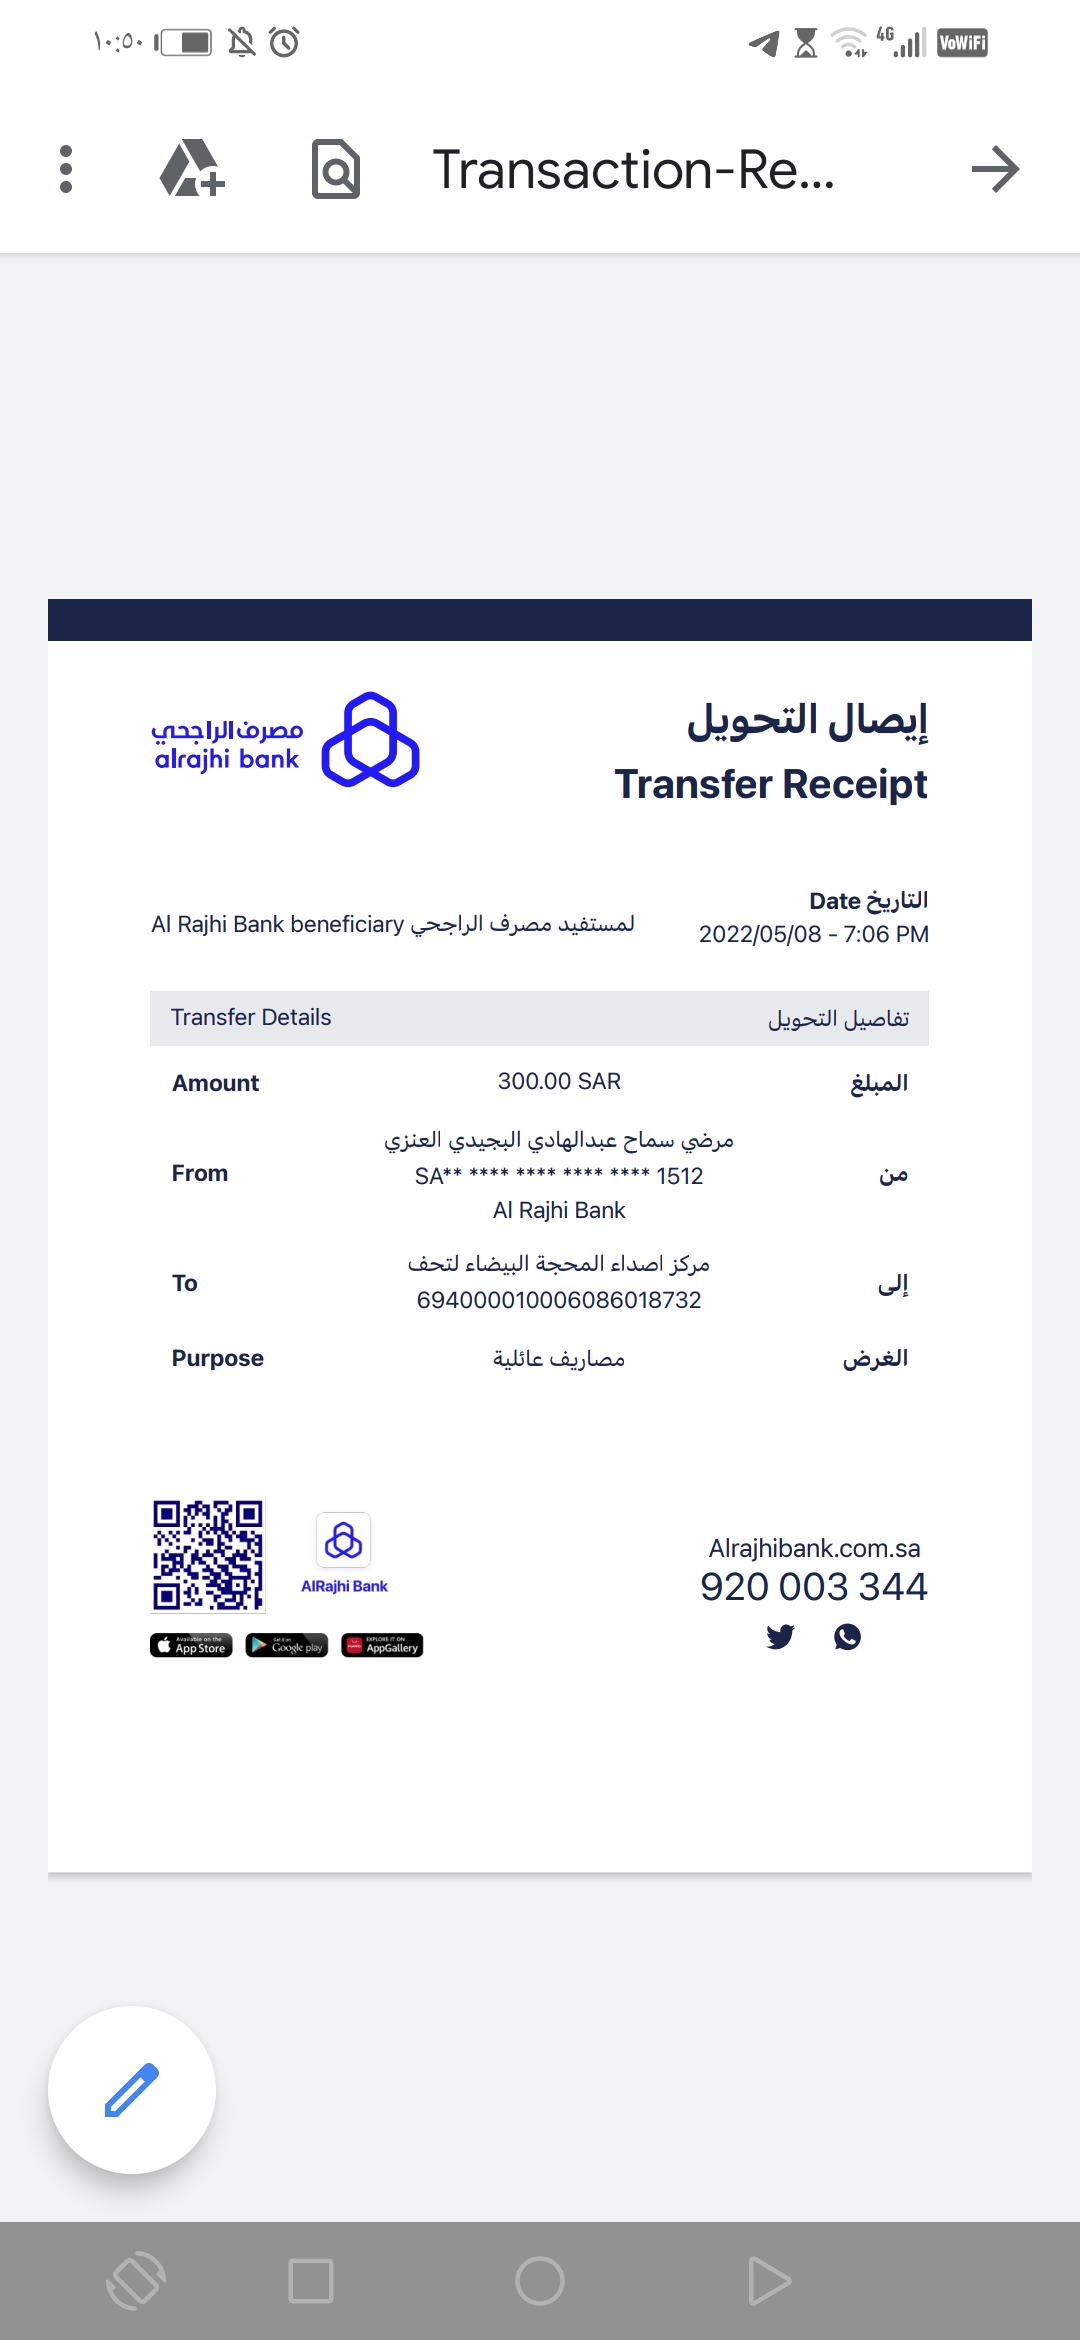 ١٠:٥٠
4G
VoWiFi
Transaction-Re...
مصرف الراجحي
alrajhi bank
إيصال التحويل
Transfer Receipt
التاريخ Date
2022/05/08 - 7:06 PM
Al Rajhi Bank beneficiary لمستفيد مصرف الراجحي
Transfer Details تفاصيل التحويل
Amount 300.00 SAR المبلغ
مرضي سماح عبدالهادي البجيدي العنزي
From SA** **** **** **** **** 1512 من
Al Rajhi Bank
مركز اصداء المحجة البيضاء لتحف
To 694000010006086018732 إلى
Purpose مصاريف عائلية الغرض
AlRajhi Bank
Available on the App Store
Get it on Google play
EXPLORE IT ON AppGallery
Alrajhibank.com.sa
920 003 344